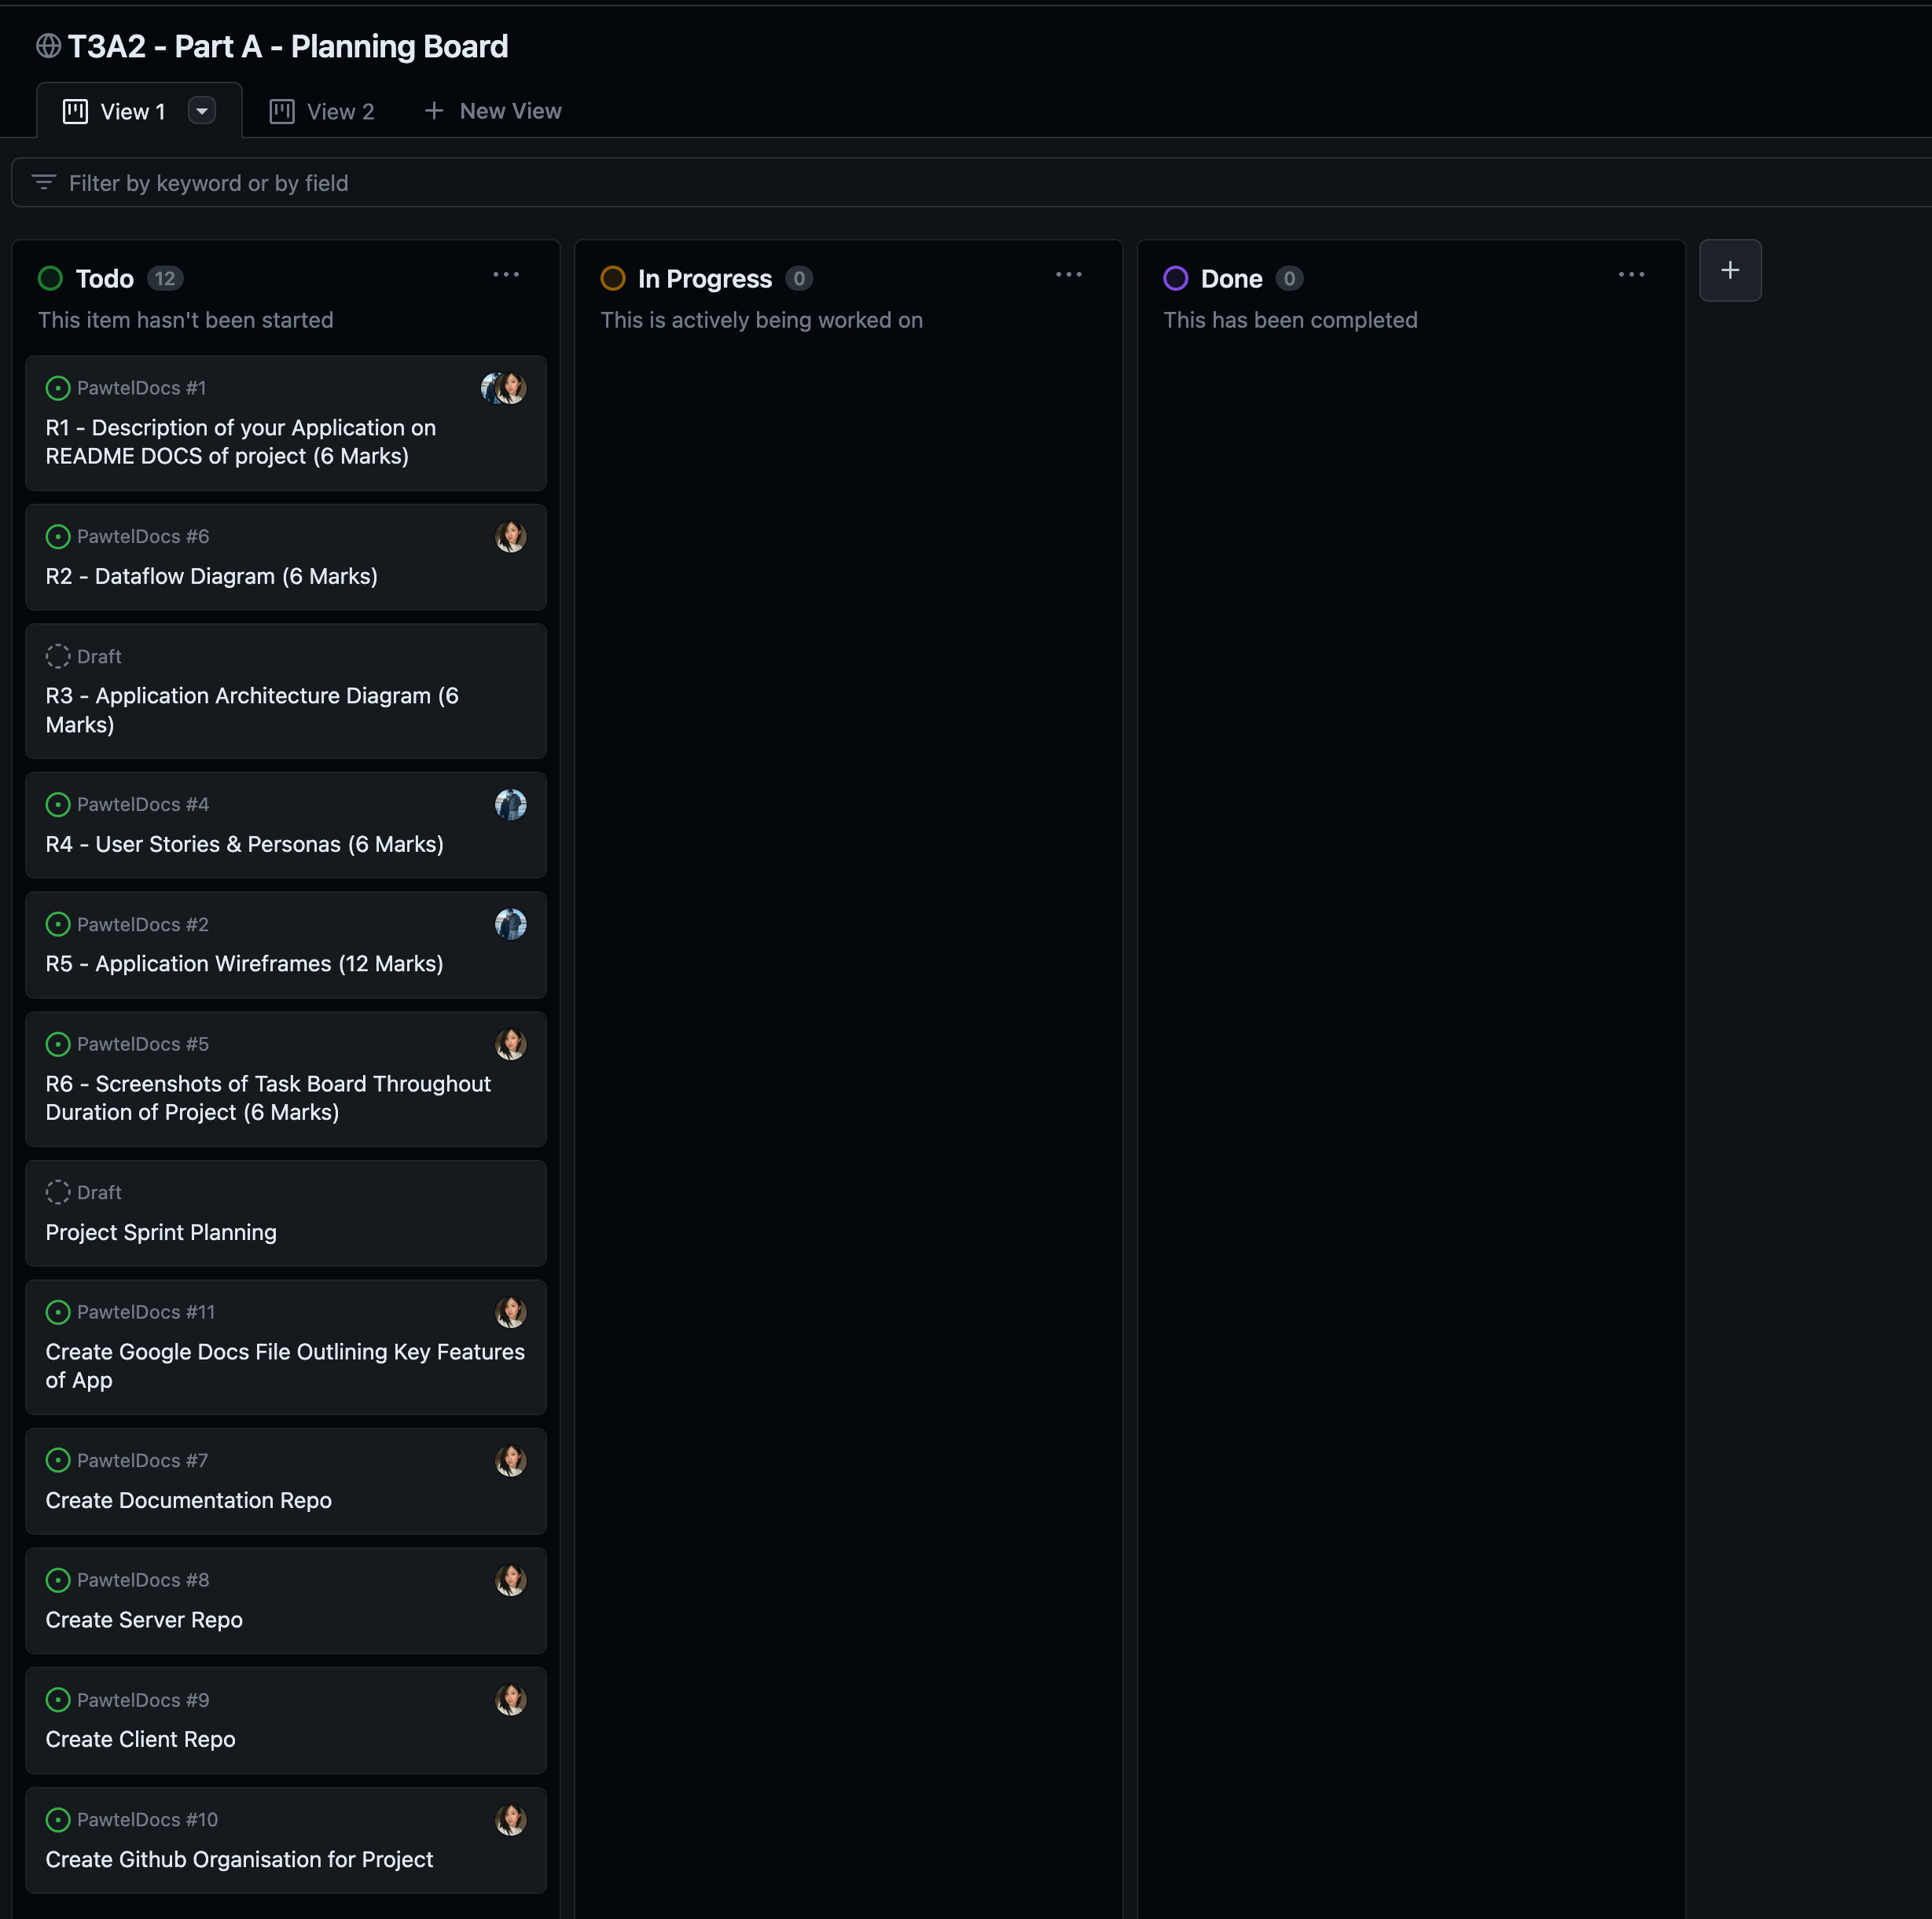 T3A2 - Part A - Planning Board
View 1
View 2
New View
Filter by keyword or by field
Todo 12
This item hasn't been started
PawtelDocs #1
R1 - Description of your Application on
README DOCS of project (6 Marks)
PawtelDocs #6
R2 - Dataflow Diagram (6 Marks)
Draft
R3 - Application Architecture Diagram (6
Marks)
PawtelDocs #4
R4 - User Stories & Personas (6 Marks)
PawtelDocs #2
R5 - Application Wireframes (12 Marks)
PawtelDocs #5
R6 - Screenshots of Task Board Throughout
Duration of Project (6 Marks)
Draft
Project Sprint Planning
PawtelDocs #11
Create Google Docs File Outlining Key Features
of App
PawtelDocs #7
Create Documentation Repo
PawtelDocs #8
Create Server Repo
PawtelDocs #9
Create Client Repo
PawtelDocs #10
Create Github Organisation for Project
In Progress 0
This is actively being worked on
Done 0
This has been completed